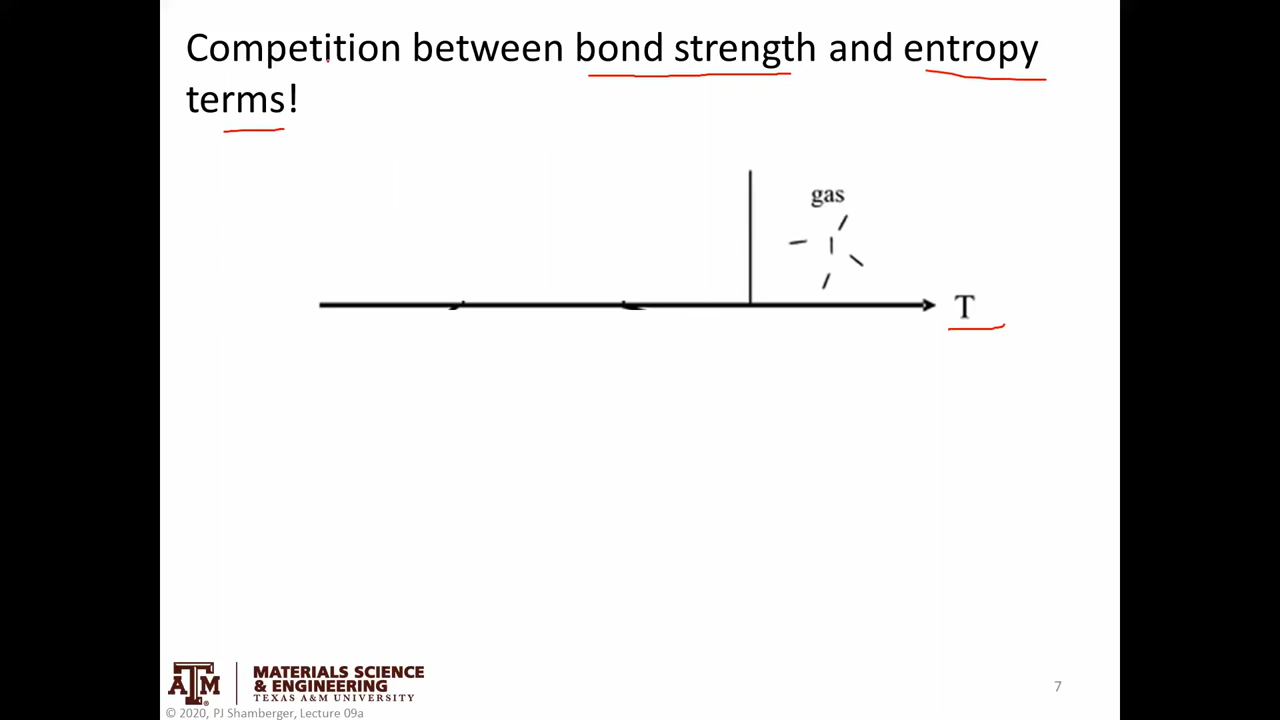 Competition between bond strength and entropy
terms!
gas
T
ATM
MATERIALS SCIENCE
& ENGINEERING
TEXAS A&M UNIVERSITY
© 2020, PJ Shamberger, Lecture 09a
7